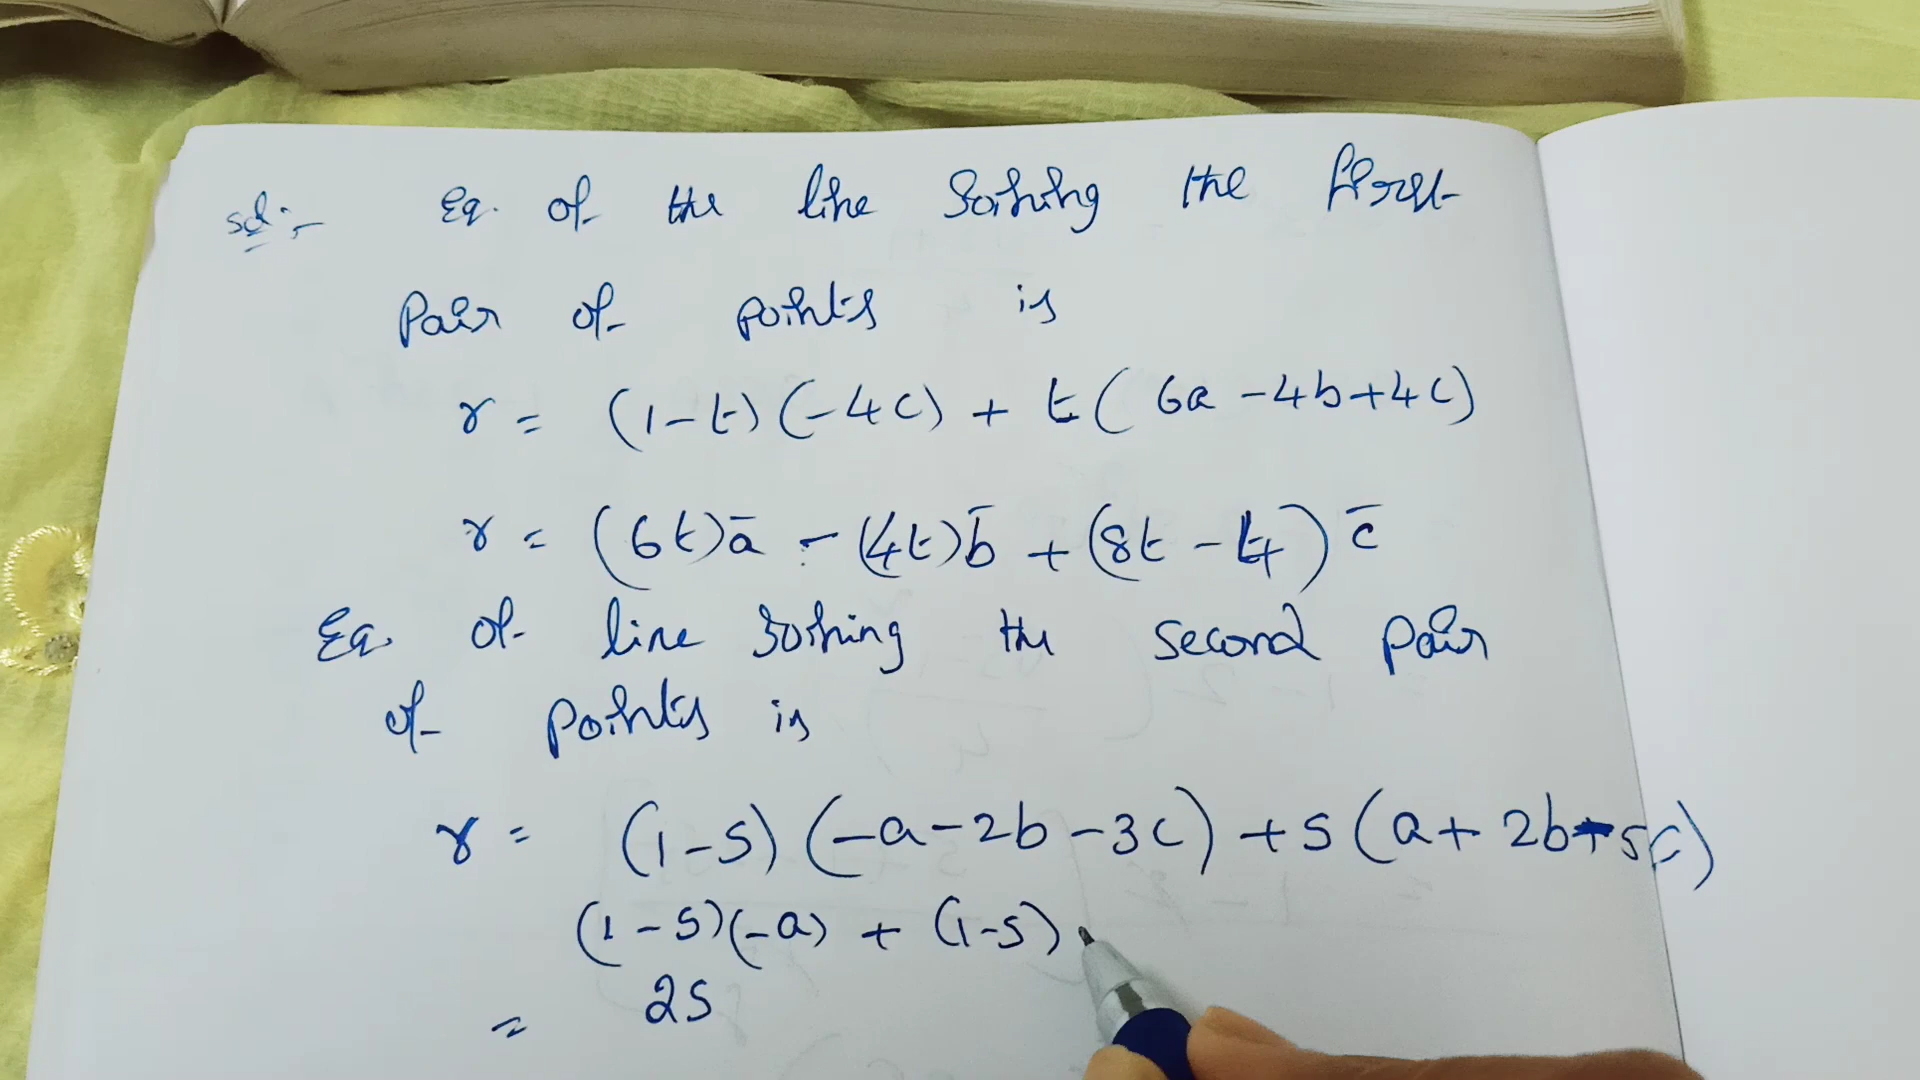 Sol:-  Eq. of the line Joining the first
Pair of points is
r = (1-t)(-4c) + t(6a-4b+4c)
r = (6t)a̅ - (4t)b̅ + (8t-4)c̅
Eq. of line Joining the second pair
of points is
r = (1-s)(-a-2b-3c) + s(a+2b-5c)
(1-s)(-a) + (1-s)
= 2s